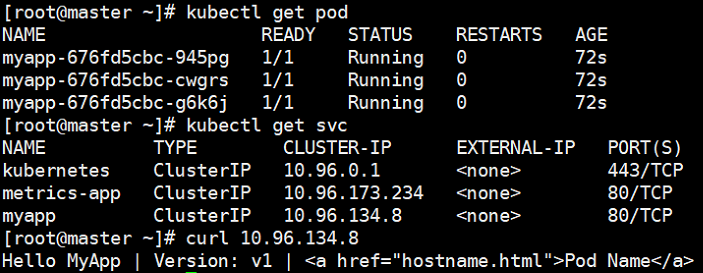 [root@master ~]# kubectl get pod
NAME READY STATUS RESTARTS AGE
myapp-676fd5cbc-945pg 1/1 Running 0 72s
myapp-676fd5cbc-cwgrs 1/1 Running 0 72s
myapp-676fd5cbc-g6k6j 1/1 Running 0 72s
[root@master ~]# kubectl get svc
NAME TYPE CLUSTER-IP EXTERNAL-IP PORT(S)
kubernetes ClusterIP 10.96.0.1 <none> 443/TCP
metrics-app ClusterIP 10.96.173.234 <none> 80/TCP
myapp ClusterIP 10.96.134.8 <none> 80/TCP
[root@master ~]# curl 10.96.134.8
Hello MyApp | Version: v1 | <a href="hostname.html">Pod Name</a>